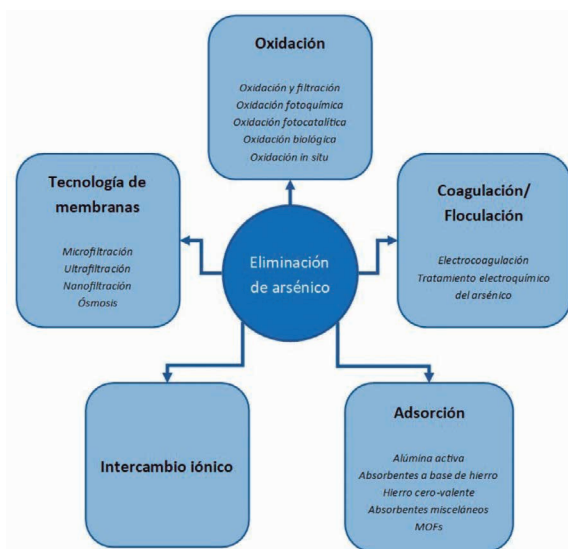 Oxidación
Oxidación y filtración
Oxidación fotoquímica
Oxidación fotocatalítica
Oxidación biológica
Oxidación in situ
Tecnología de
membranas
Microfiltración
Ultrafiltración
Nanofiltración
Ósmosis
Eliminación
de arsénico
Coagulación/
Floculación
Electrocoagulación
Tratamiento electroquímico
del arsénico
Intercambio iónico
Adsorción
Alúmina activa
Absorbentes a base de hierro
Hierro cero-valente
Absorbentes misceláneos
MOFs